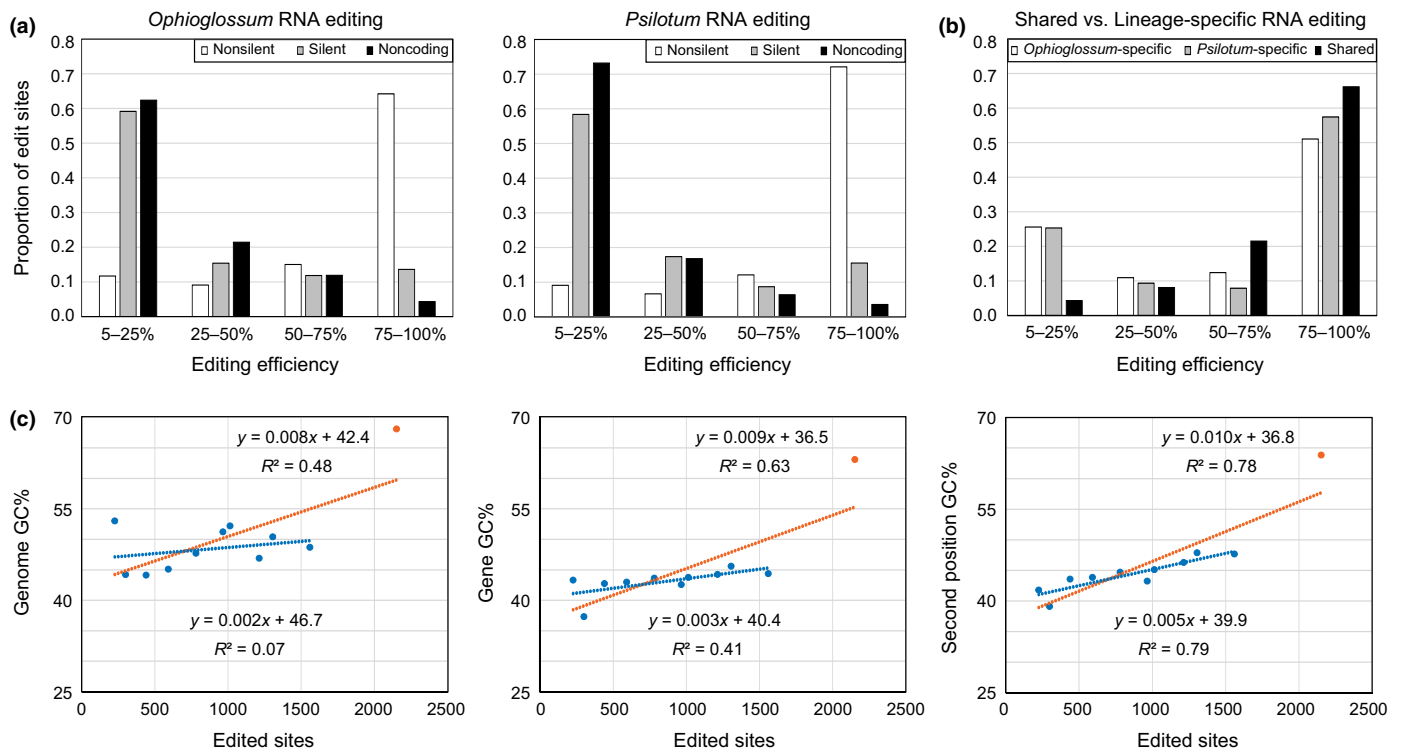 (a)
Ophioglossum RNA editing
Proportion of edit sites
0.8
0.7
0.6
0.5
0.4
0.3
0.2
0.1
0.0
Nonsilent Silent Noncoding
5–25% 25–50% 50–75% 75–100%
Editing efficiency
Psilotum RNA editing
0.8
0.7
0.6
0.5
0.4
0.3
0.2
0.1
0.0
Nonsilent Silent Noncoding
5–25% 25–50% 50–75% 75–100%
Editing efficiency
(b)
Shared vs. Lineage-specific RNA editing
0.8
0.7
0.6
0.5
0.4
0.3
0.2
0.1
0.0
Ophioglossum-specific Psilotum-specific Shared
5–25% 25–50% 50–75% 75–100%
Editing efficiency
(c)
Genome GC%
70
55
40
25
y = 0.008x + 42.4
R² = 0.48
y = 0.002x + 46.7
R² = 0.07
0 500 1000 1500 2000 2500
Edited sites
Gene GC%
70
55
40
25
y = 0.009x + 36.5
R² = 0.63
y = 0.003x + 40.4
R² = 0.41
0 500 1000 1500 2000 2500
Edited sites
Second position GC%
70
55
40
25
y = 0.010x + 36.8
R² = 0.78
y = 0.005x + 39.9
R² = 0.79
0 500 1000 1500 2000 2500
Edited sites